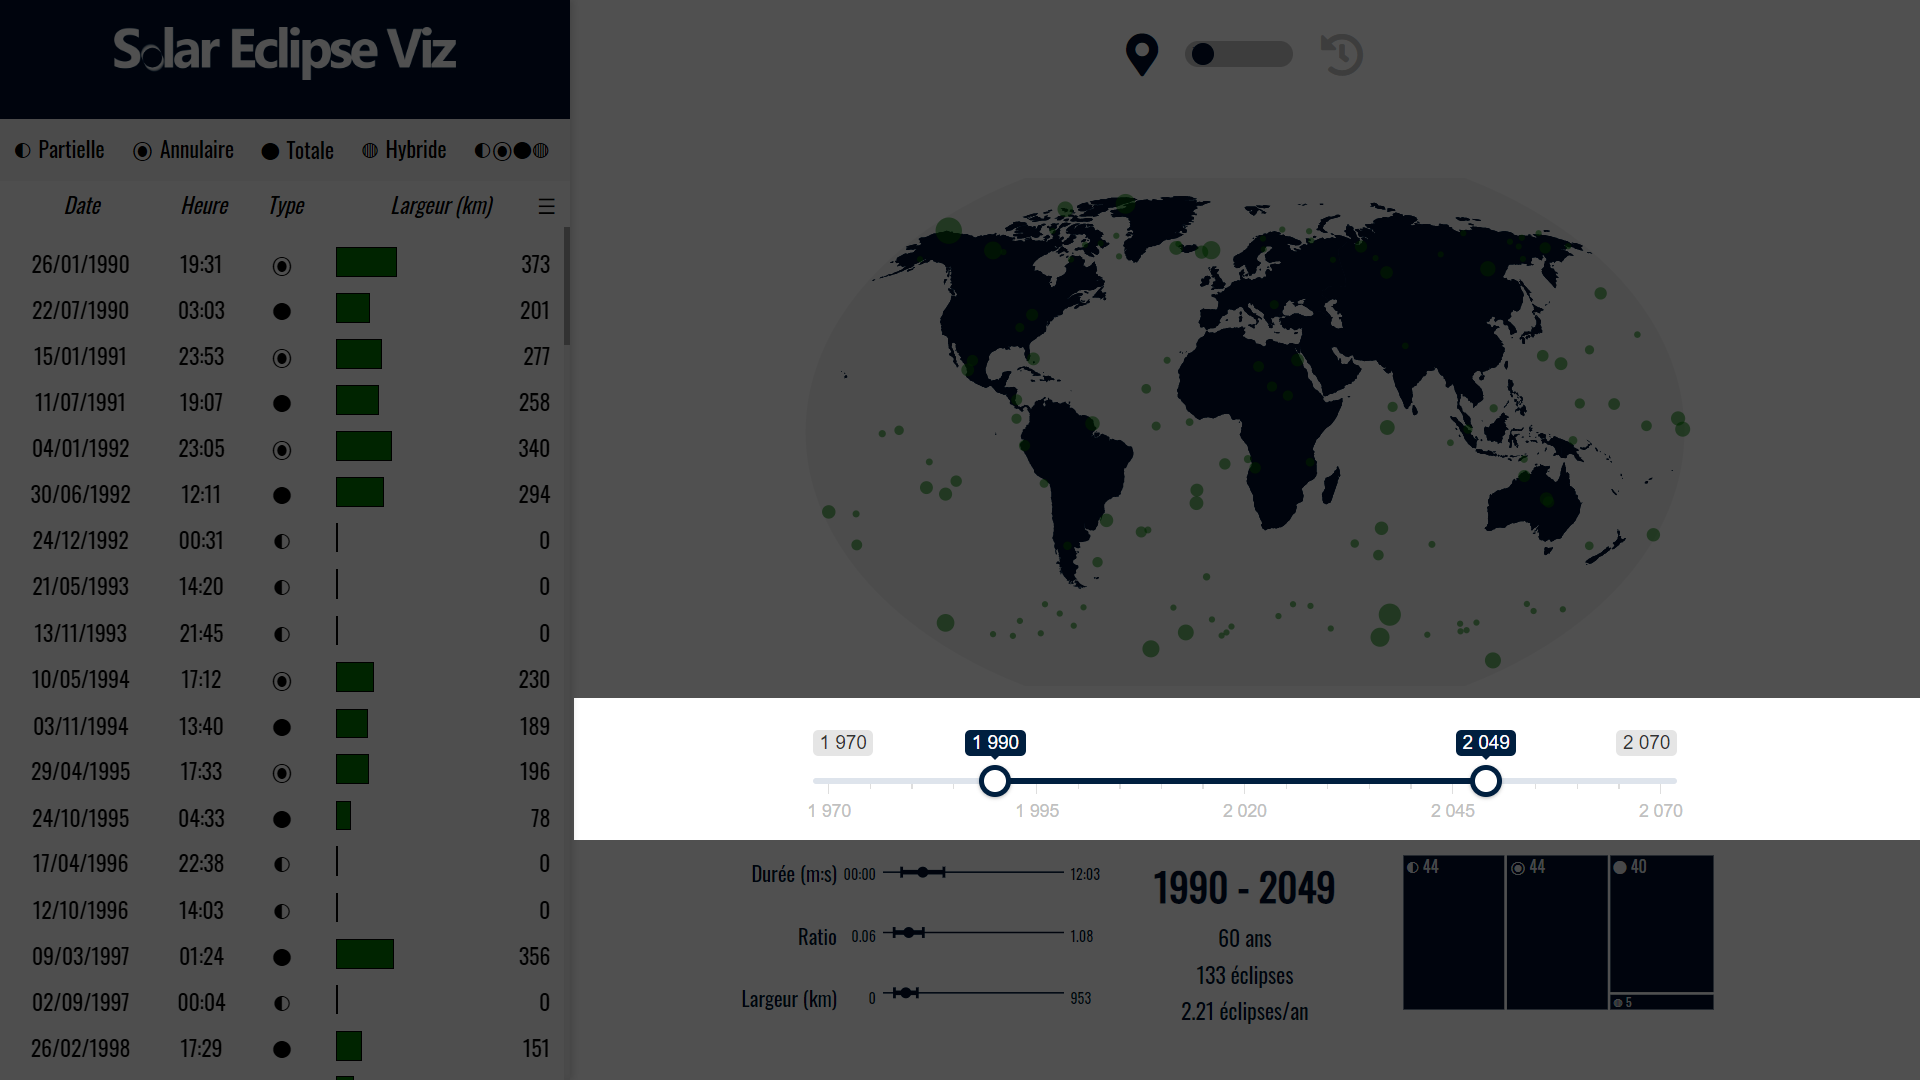 Solar Eclipse Viz
Partielle Annulaire Totale Hybride
Date Heure Type Largeur (km)
26/01/1990 19:31 373
22/07/1990 03:03 201
15/01/1991 23:53 277
11/07/1991 19:07 258
04/01/1992 23:05 340
30/06/1992 12:11 294
24/12/1992 00:31 0
21/05/1993 14:20 0
13/11/1993 21:45 0
10/05/1994 17:12 230
03/11/1994 13:40 189
29/04/1995 17:33 196
24/10/1995 04:33 78
17/04/1996 22:38 0
12/10/1996 14:03 0
09/03/1997 01:24 356
02/09/1997 00:04 0
26/02/1998 17:29 151
1 970 1 990 2 049 2 070
1 970 1 995 2 020 2 045 2 070
Durée (m:s) 00:00 12:03
Ratio 0.06 1.08
Largeur (km) 0 953
1990 - 2049
60 ans
133 éclipses
2.21 éclipses/an
44 44 40
5